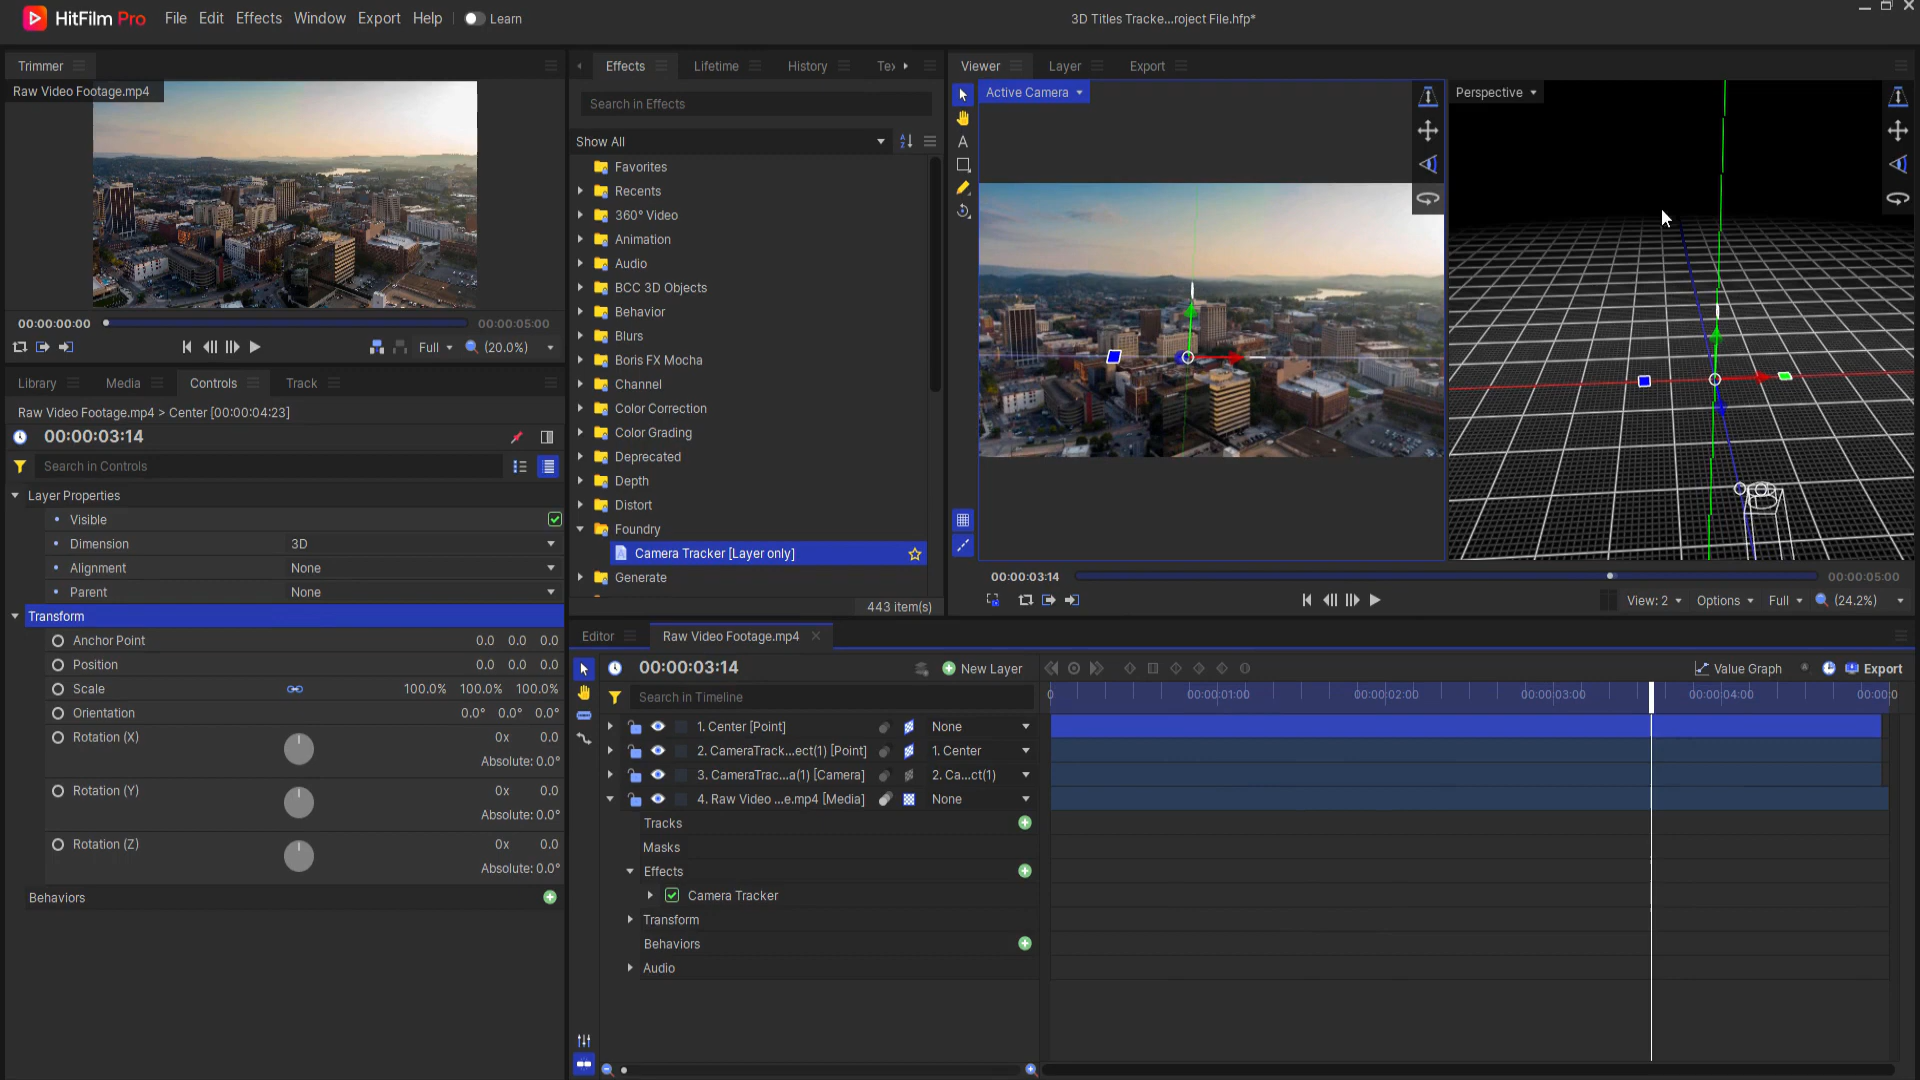 HitFilm Pro File Edit Effects Window Export Help Learn 3D Titles Tracke...roject File.hfp*
Trimmer
Raw Video Footage.mp4
00:00:00:00 00:00:05:00
Full (20.0%)
Library Media Controls Track
Raw Video Footage.mp4 > Center [00:00:04:23]
00:00:03:14
Search in Controls
Layer Properties
Visible
Dimension 3D
Alignment None
Parent None
Transform
Anchor Point 0.0 0.0 0.0
Position 0.0 0.0 0.0
Scale 100.0% 100.0% 100.0%
Orientation 0.0° 0.0° 0.0°
Rotation (X) 0x 0.0
Absolute: 0.0°
Rotation (Y) 0x 0.0
Absolute: 0.0°
Rotation (Z) 0x 0.0
Absolute: 0.0°
Behaviors
Effects Lifetime History Te
Search in Effects
Show All
Favorites
Recents
360° Video
Animation
Audio
BCC 3D Objects
Behavior
Blurs
Boris FX Mocha
Channel
Color Correction
Color Grading
Deprecated
Depth
Distort
Foundry
Camera Tracker [Layer only]
Generate
443 item(s)
Viewer Layer Export
Active Camera Perspective
00:00:03:14 00:00:05:00
View: 2 Options Full (24.2%)
Editor Raw Video Footage.mp4
00:00:03:14 New Layer Value Graph Export
Search in Timeline 0 00:00:01:00 00:00:02:00 00:00:03:00 00:00:04:00 00:00:0
1. Center [Point] None
2. CameraTrack...ect(1) [Point] 1. Center
3. CameraTrac...a(1) [Camera] 2. Ca...ct(1)
4. Raw Video ...e.mp4 [Media] None
Tracks
Masks
Effects
Camera Tracker
Transform
Behaviors
Audio